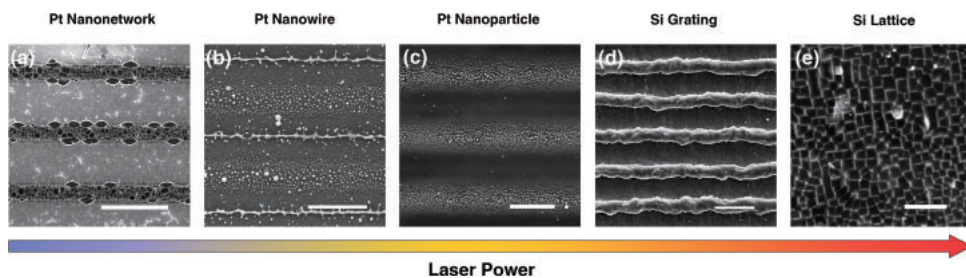 Pt Nanonetwork
Pt Nanowire
Pt Nanoparticle
Si Grating
Si Lattice
(a)
(b)
(c)
(d)
(e)
Laser Power